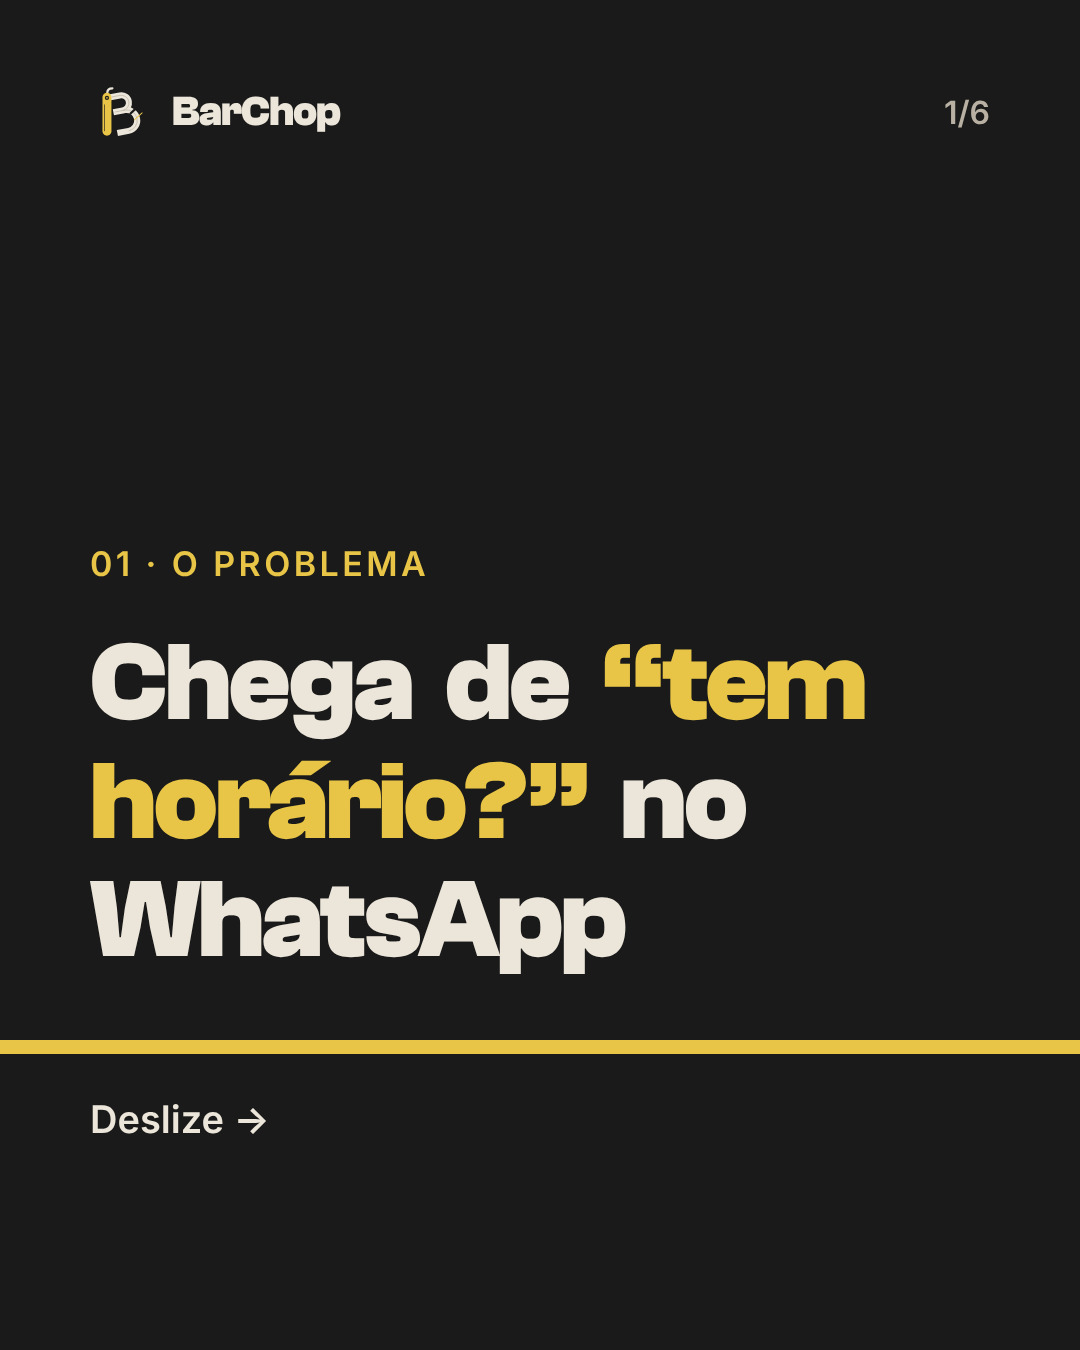 BarChop
1/6
01 · O PROBLEMA
Chega de “tem
horário?” no
WhatsApp
Deslize →